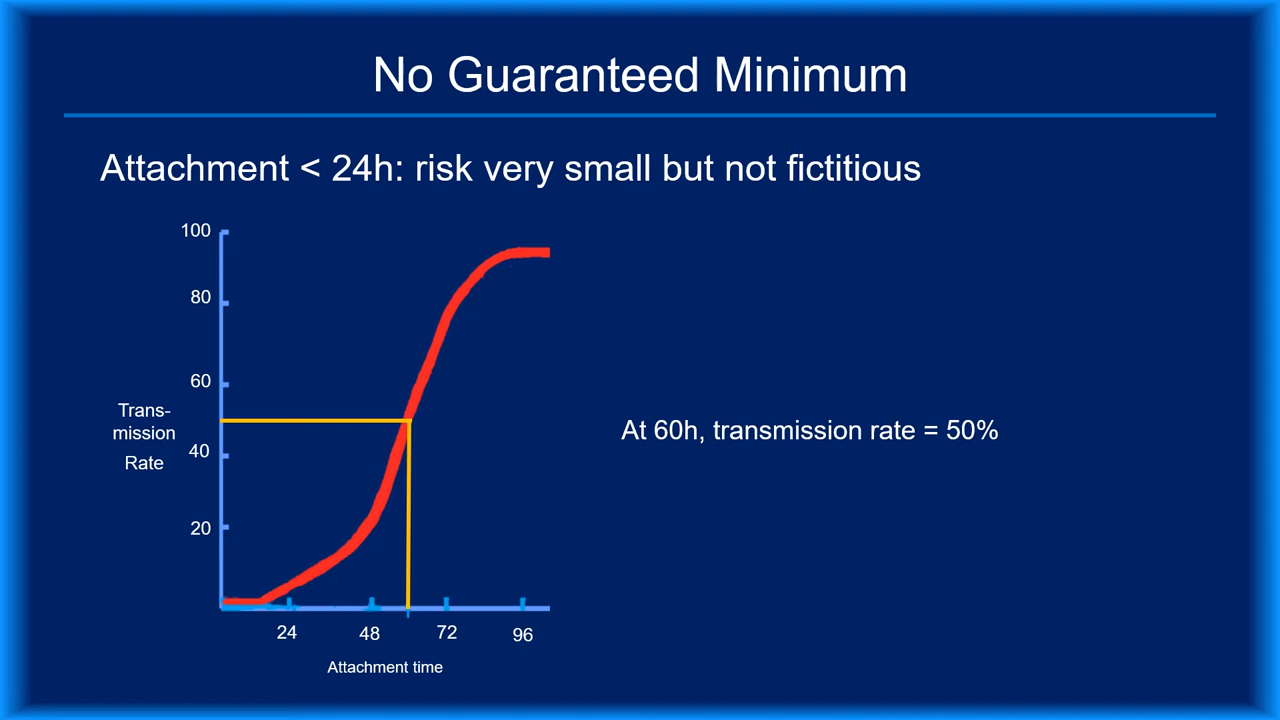 No Guaranteed Minimum
Attachment < 24h: risk very small but not fictitious
100
80
60
Trans-
mission
Rate
40
20
At 60h, transmission rate = 50%
24
48
72
96
Attachment time